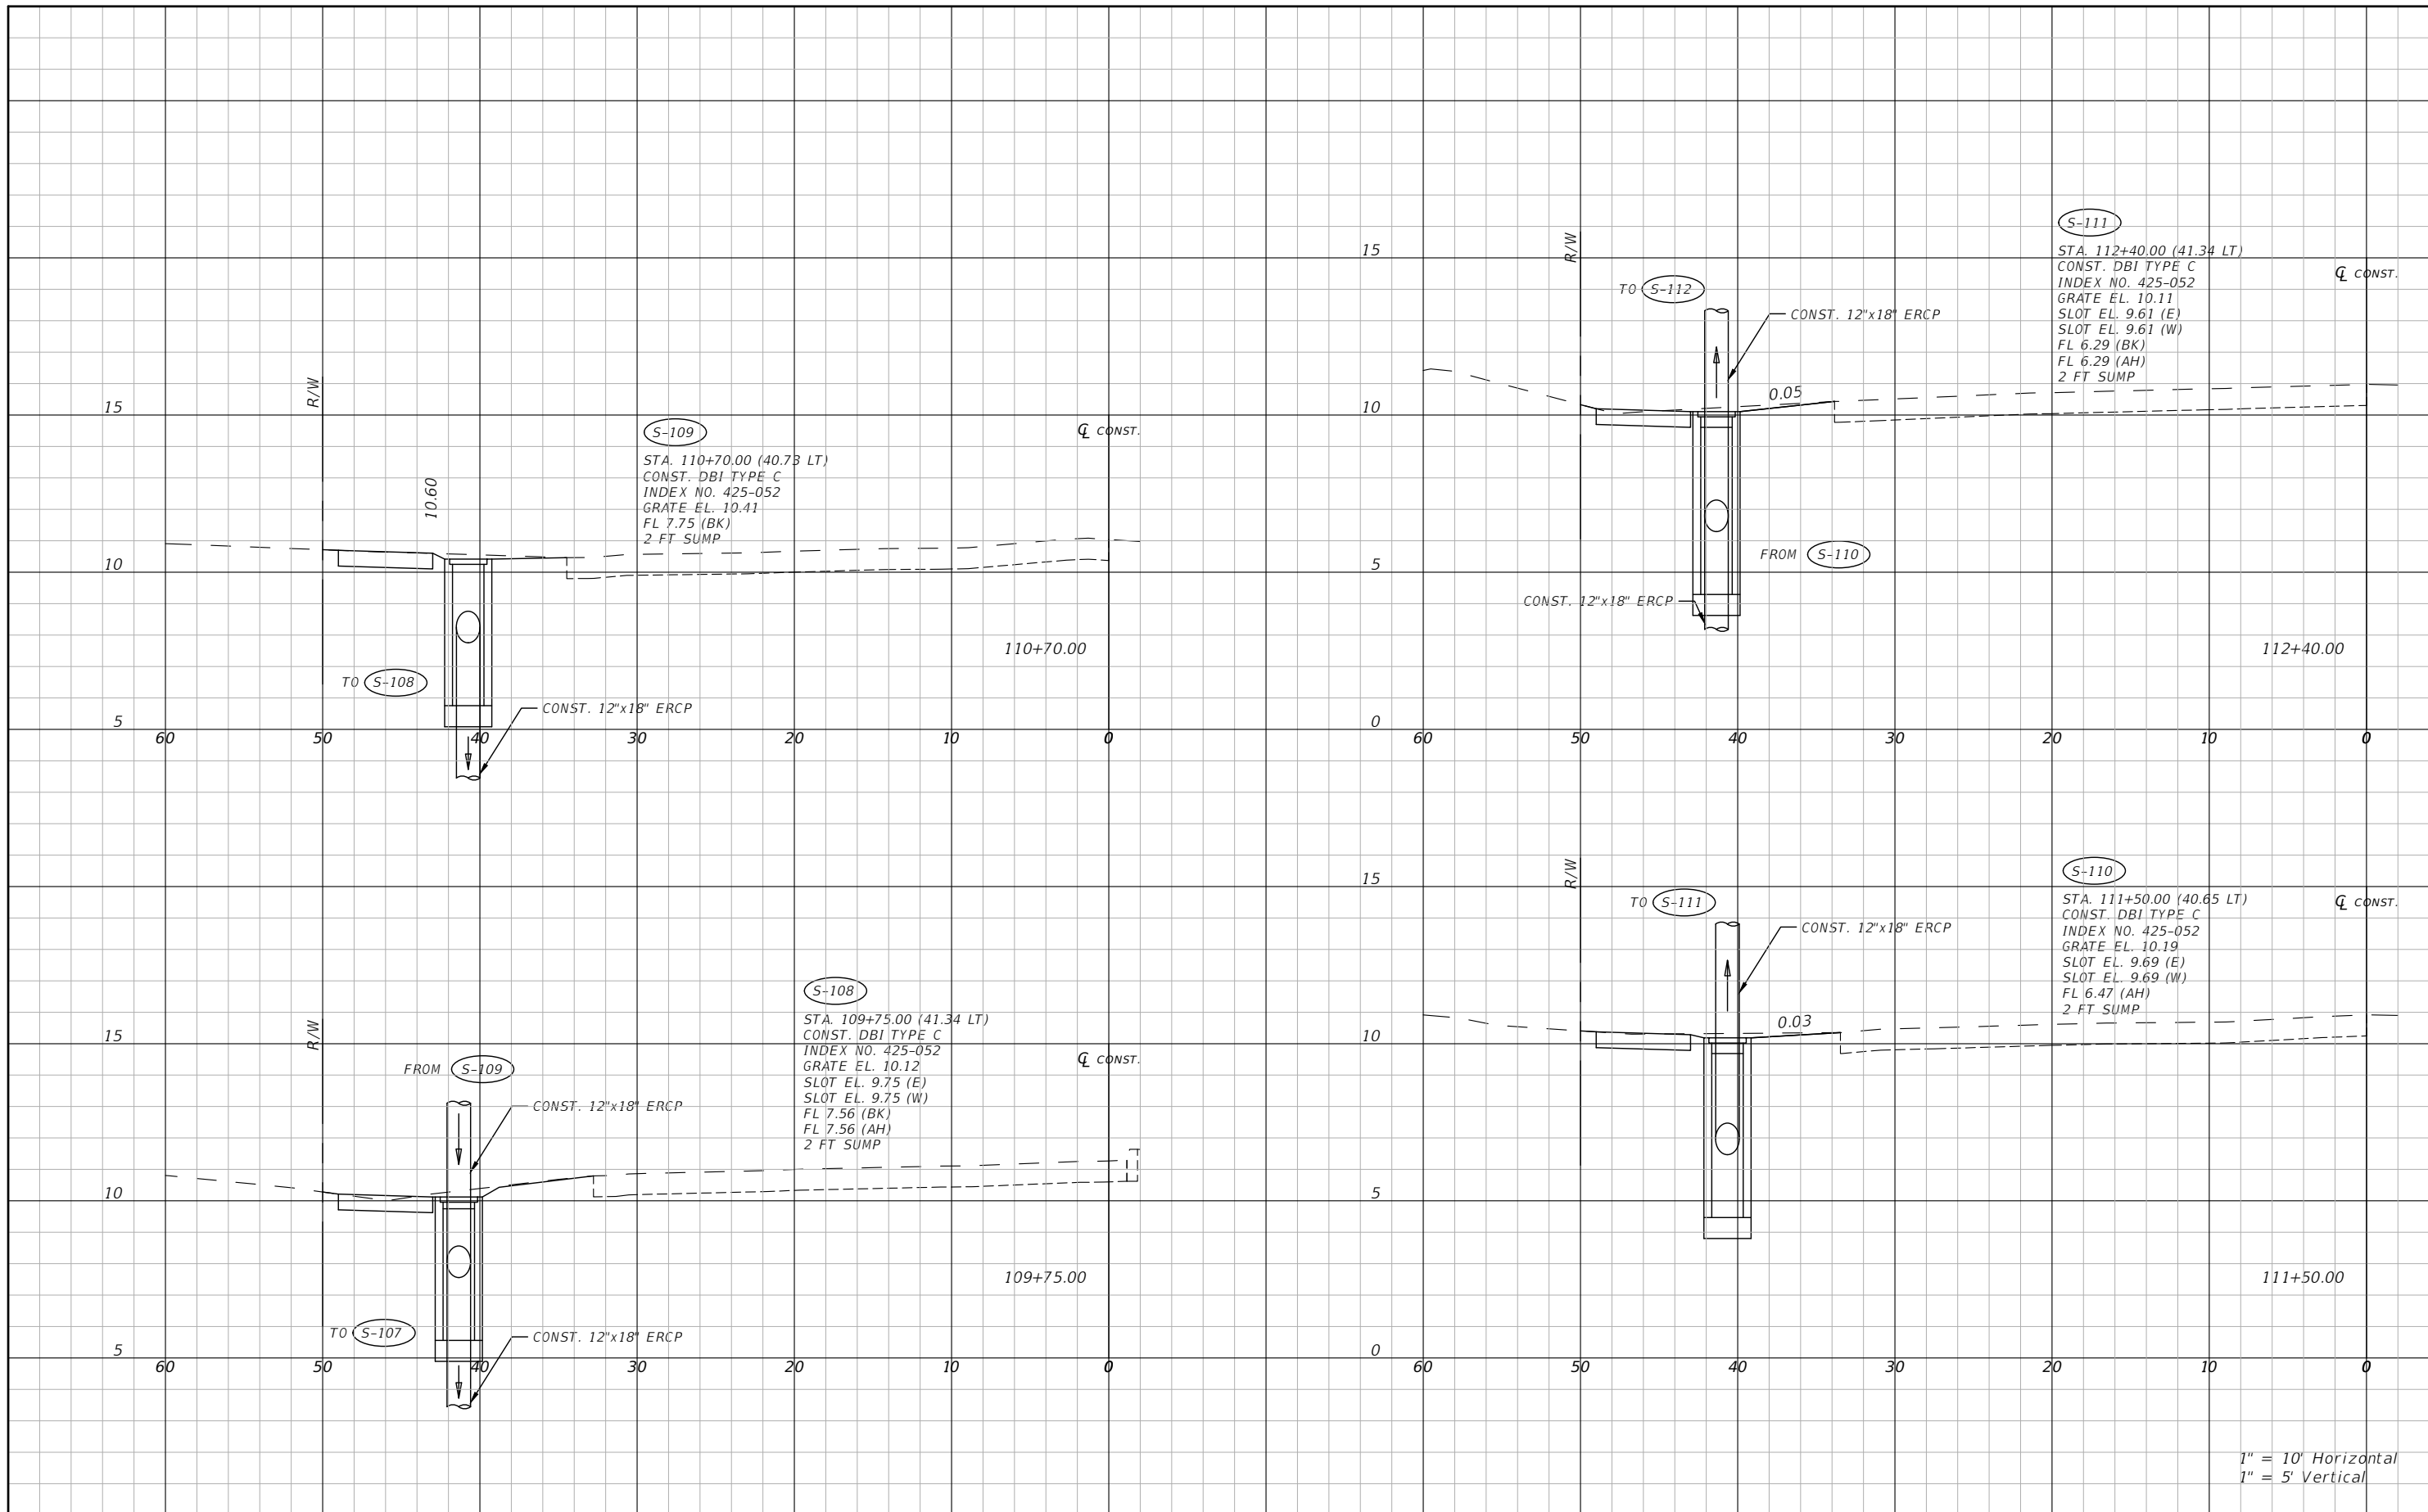 S-109
STA. 110+70.00 (40.73 LT)
CONST. DBI TYPE C
INDEX NO. 425-052
GRATE EL. 10.41
FL 7.75 (BK)
2 FT SUMP
℄ CONST.
R/W
10.60
15
10
5
TO S-108
CONST. 12"x18" ERCP
110+70.00
60 50 40 30 20 10 0
S-111
STA. 112+40.00 (41.34 LT)
CONST. DBI TYPE C
INDEX NO. 425-052
GRATE EL. 10.11
SLOT EL. 9.61 (E)
SLOT EL. 9.61 (W)
FL 6.29 (BK)
FL 6.29 (AH)
2 FT SUMP
℄ CONST.
R/W
15
10
5
0
TO S-112
CONST. 12"x18" ERCP
0.05
FROM S-110
CONST. 12"x18" ERCP
112+40.00
60 50 40 30 20 10 0
S-108
STA. 109+75.00 (41.34 LT)
CONST. DBI TYPE C
INDEX NO. 425-052
GRATE EL. 10.12
SLOT EL. 9.75 (E)
SLOT EL. 9.75 (W)
FL 7.56 (BK)
FL 7.56 (AH)
2 FT SUMP
℄ CONST.
R/W
15
10
5
FROM S-109
CONST. 12"x18" ERCP
TO S-107
CONST. 12"x18" ERCP
109+75.00
60 50 40 30 20 10 0
S-110
STA. 111+50.00 (40.65 LT)
CONST. DBI TYPE C
INDEX NO. 425-052
GRATE EL. 10.19
SLOT EL. 9.69 (E)
SLOT EL. 9.69 (W)
FL 6.47 (AH)
2 FT SUMP
℄ CONST.
R/W
15
10
5
0
TO S-111
CONST. 12"x18" ERCP
0.03
111+50.00
60 50 40 30 20 10 0
1" = 10' Horizontal
1" = 5' Vertical